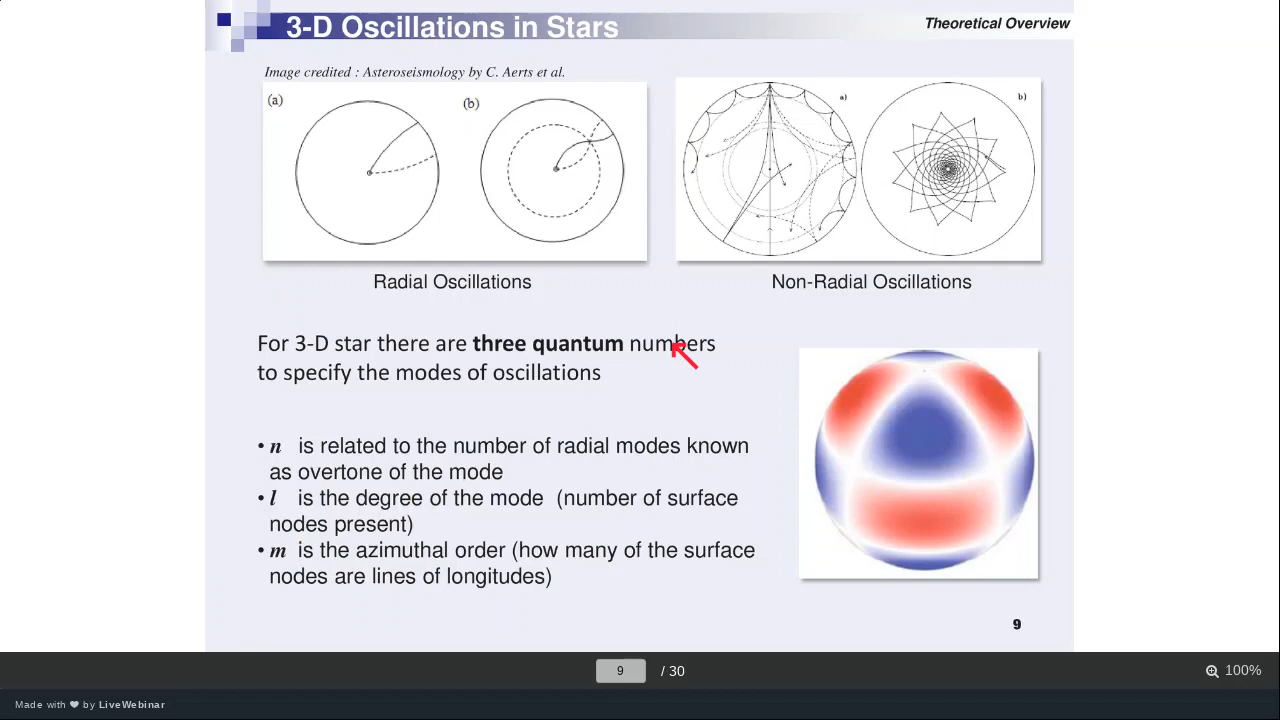 3-D Oscillations in Stars
Theoretical Overview
Image credited : Asteroseismology by C. Aerts et al.
(a)
(b)
a)
b)
Radial Oscillations
Non-Radial Oscillations
For 3-D star there are three quantum numbers
to specify the modes of oscillations
• n is related to the number of radial modes known
as overtone of the mode
• l is the degree of the mode (number of surface
nodes present)
• m is the azimuthal order (how many of the surface
nodes are lines of longitudes)
9
9 / 30
100%
Made with ❤ by LiveWebinar